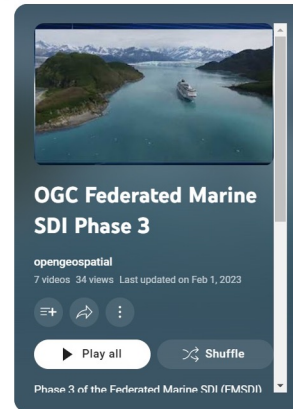 OGC Federated Marine
SDI Phase 3
opengeospatial
7 videos 34 views Last updated on Feb 1, 2023
Play all
Shuffle
Phase 3 of the Federated Marine SDI (FMSDI)